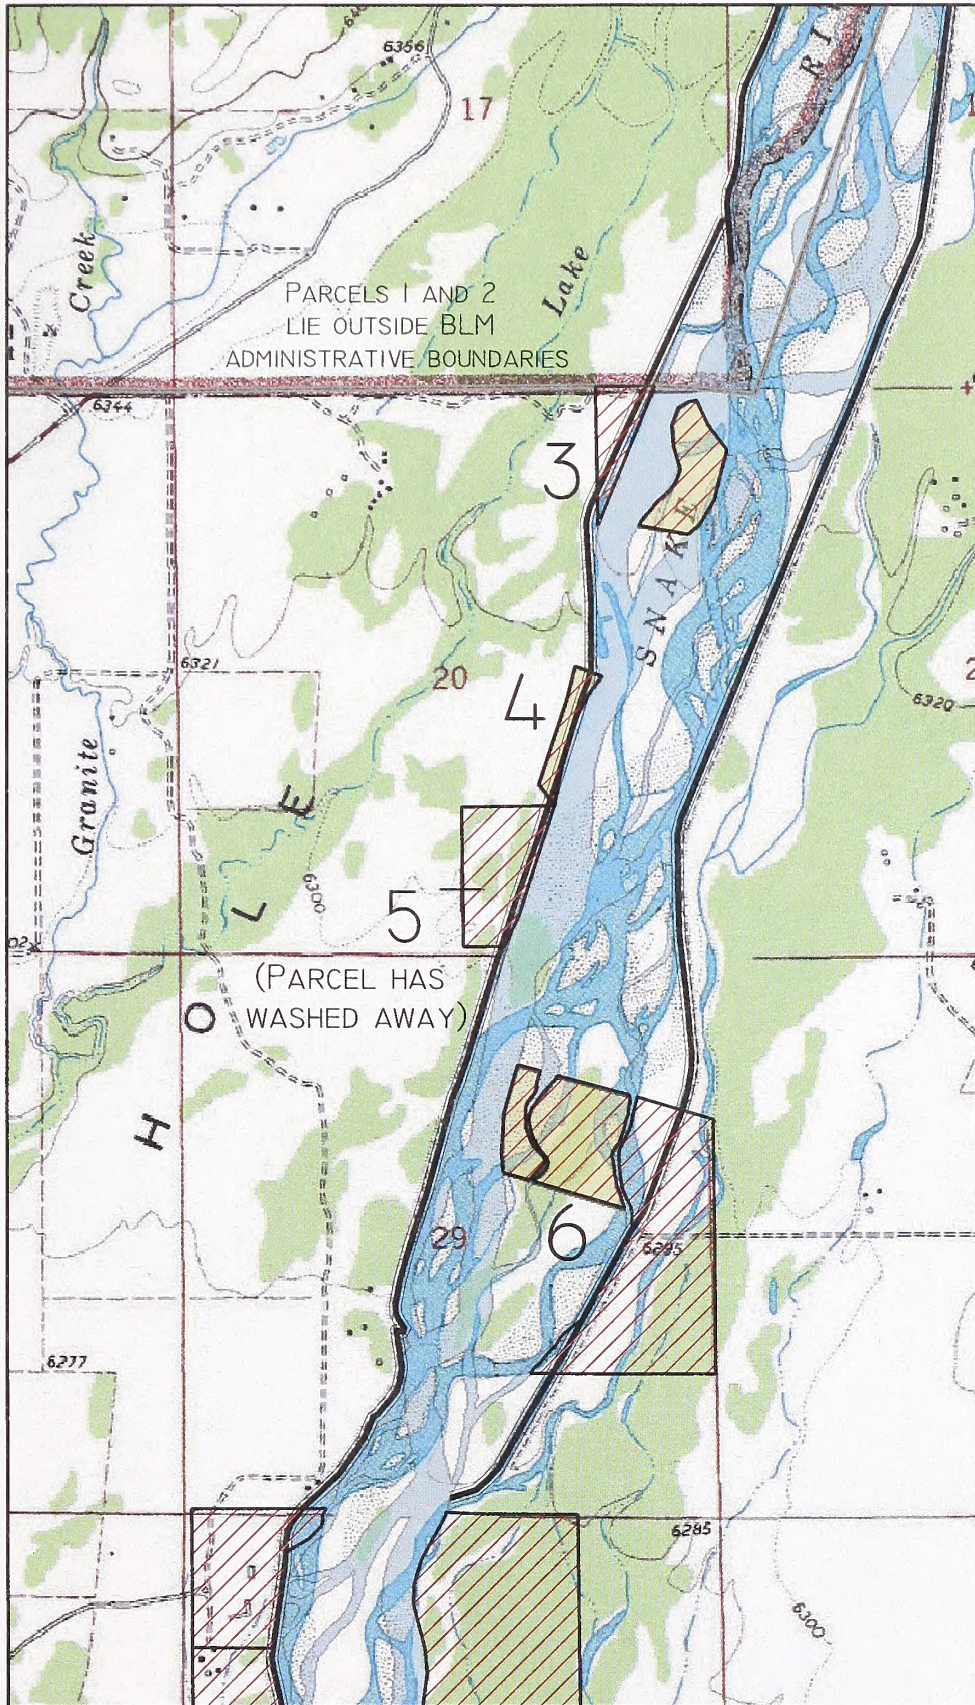 6356
17
RI
Creek
Lake
PARCELS 1 AND 2
LIE OUTSIDE BLM
ADMINISTRATIVE BOUNDARIES
6344
3
SNAKE
6321
20
4
6320
Granite
E
L
6300
5
(PARCEL HAS
WASHED AWAY)
O
H
29
6
6295
6277
6285
6300